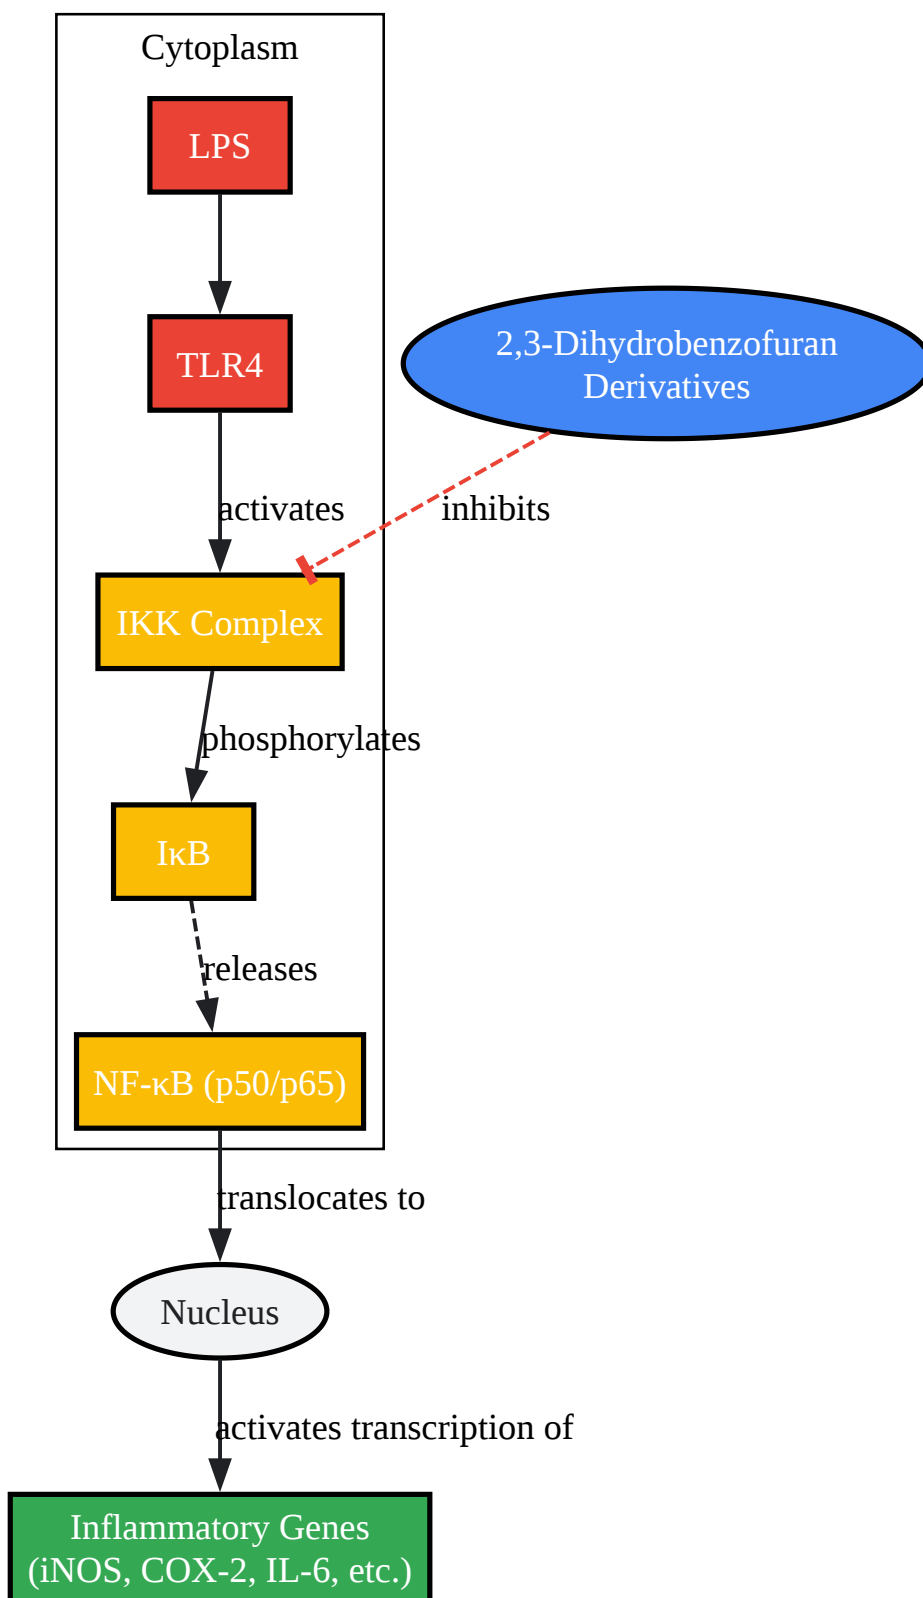 Cytoplasm
LPS
TLR4
2,3-Dihydrobenzofuran
Derivatives
activates
inhibits
IKK Complex
phosphorylates
IκB
releases
NF-κB (p50/p65)
translocates to
Nucleus
activates transcription of
Inflammatory Genes
(iNOS, COX-2, IL-6, etc.)